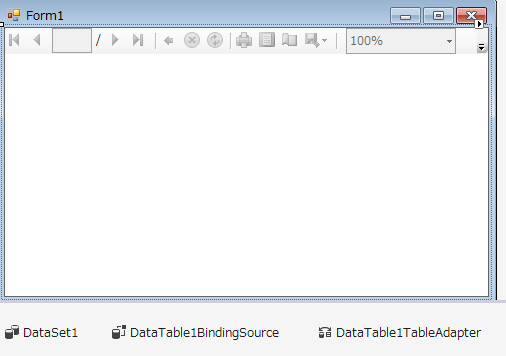 Form1
/ 100%
DataSet1 DataTable1BindingSource DataTable1TableAdapter